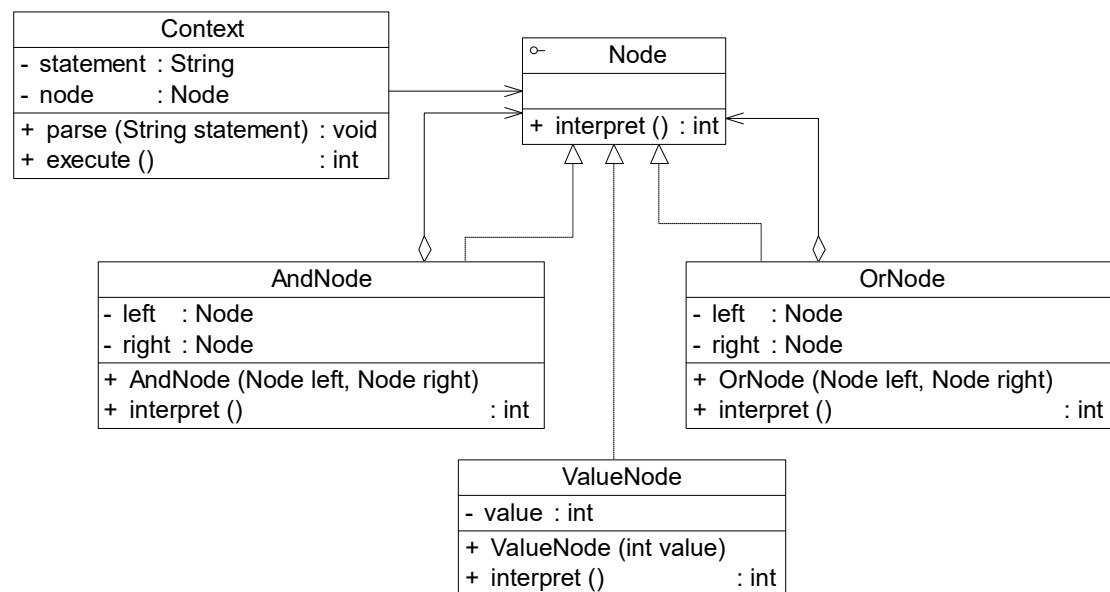 Context
- statement : String
- node : Node
+ parse (String statement) : void
+ execute () : int
Node
+ interpret () : int
AndNode
- left : Node
- right : Node
+ AndNode (Node left, Node right)
+ interpret () : int
OrNode
- left : Node
- right : Node
+ OrNode (Node left, Node right)
+ interpret () : int
ValueNode
- value : int
+ ValueNode (int value)
+ interpret () : int